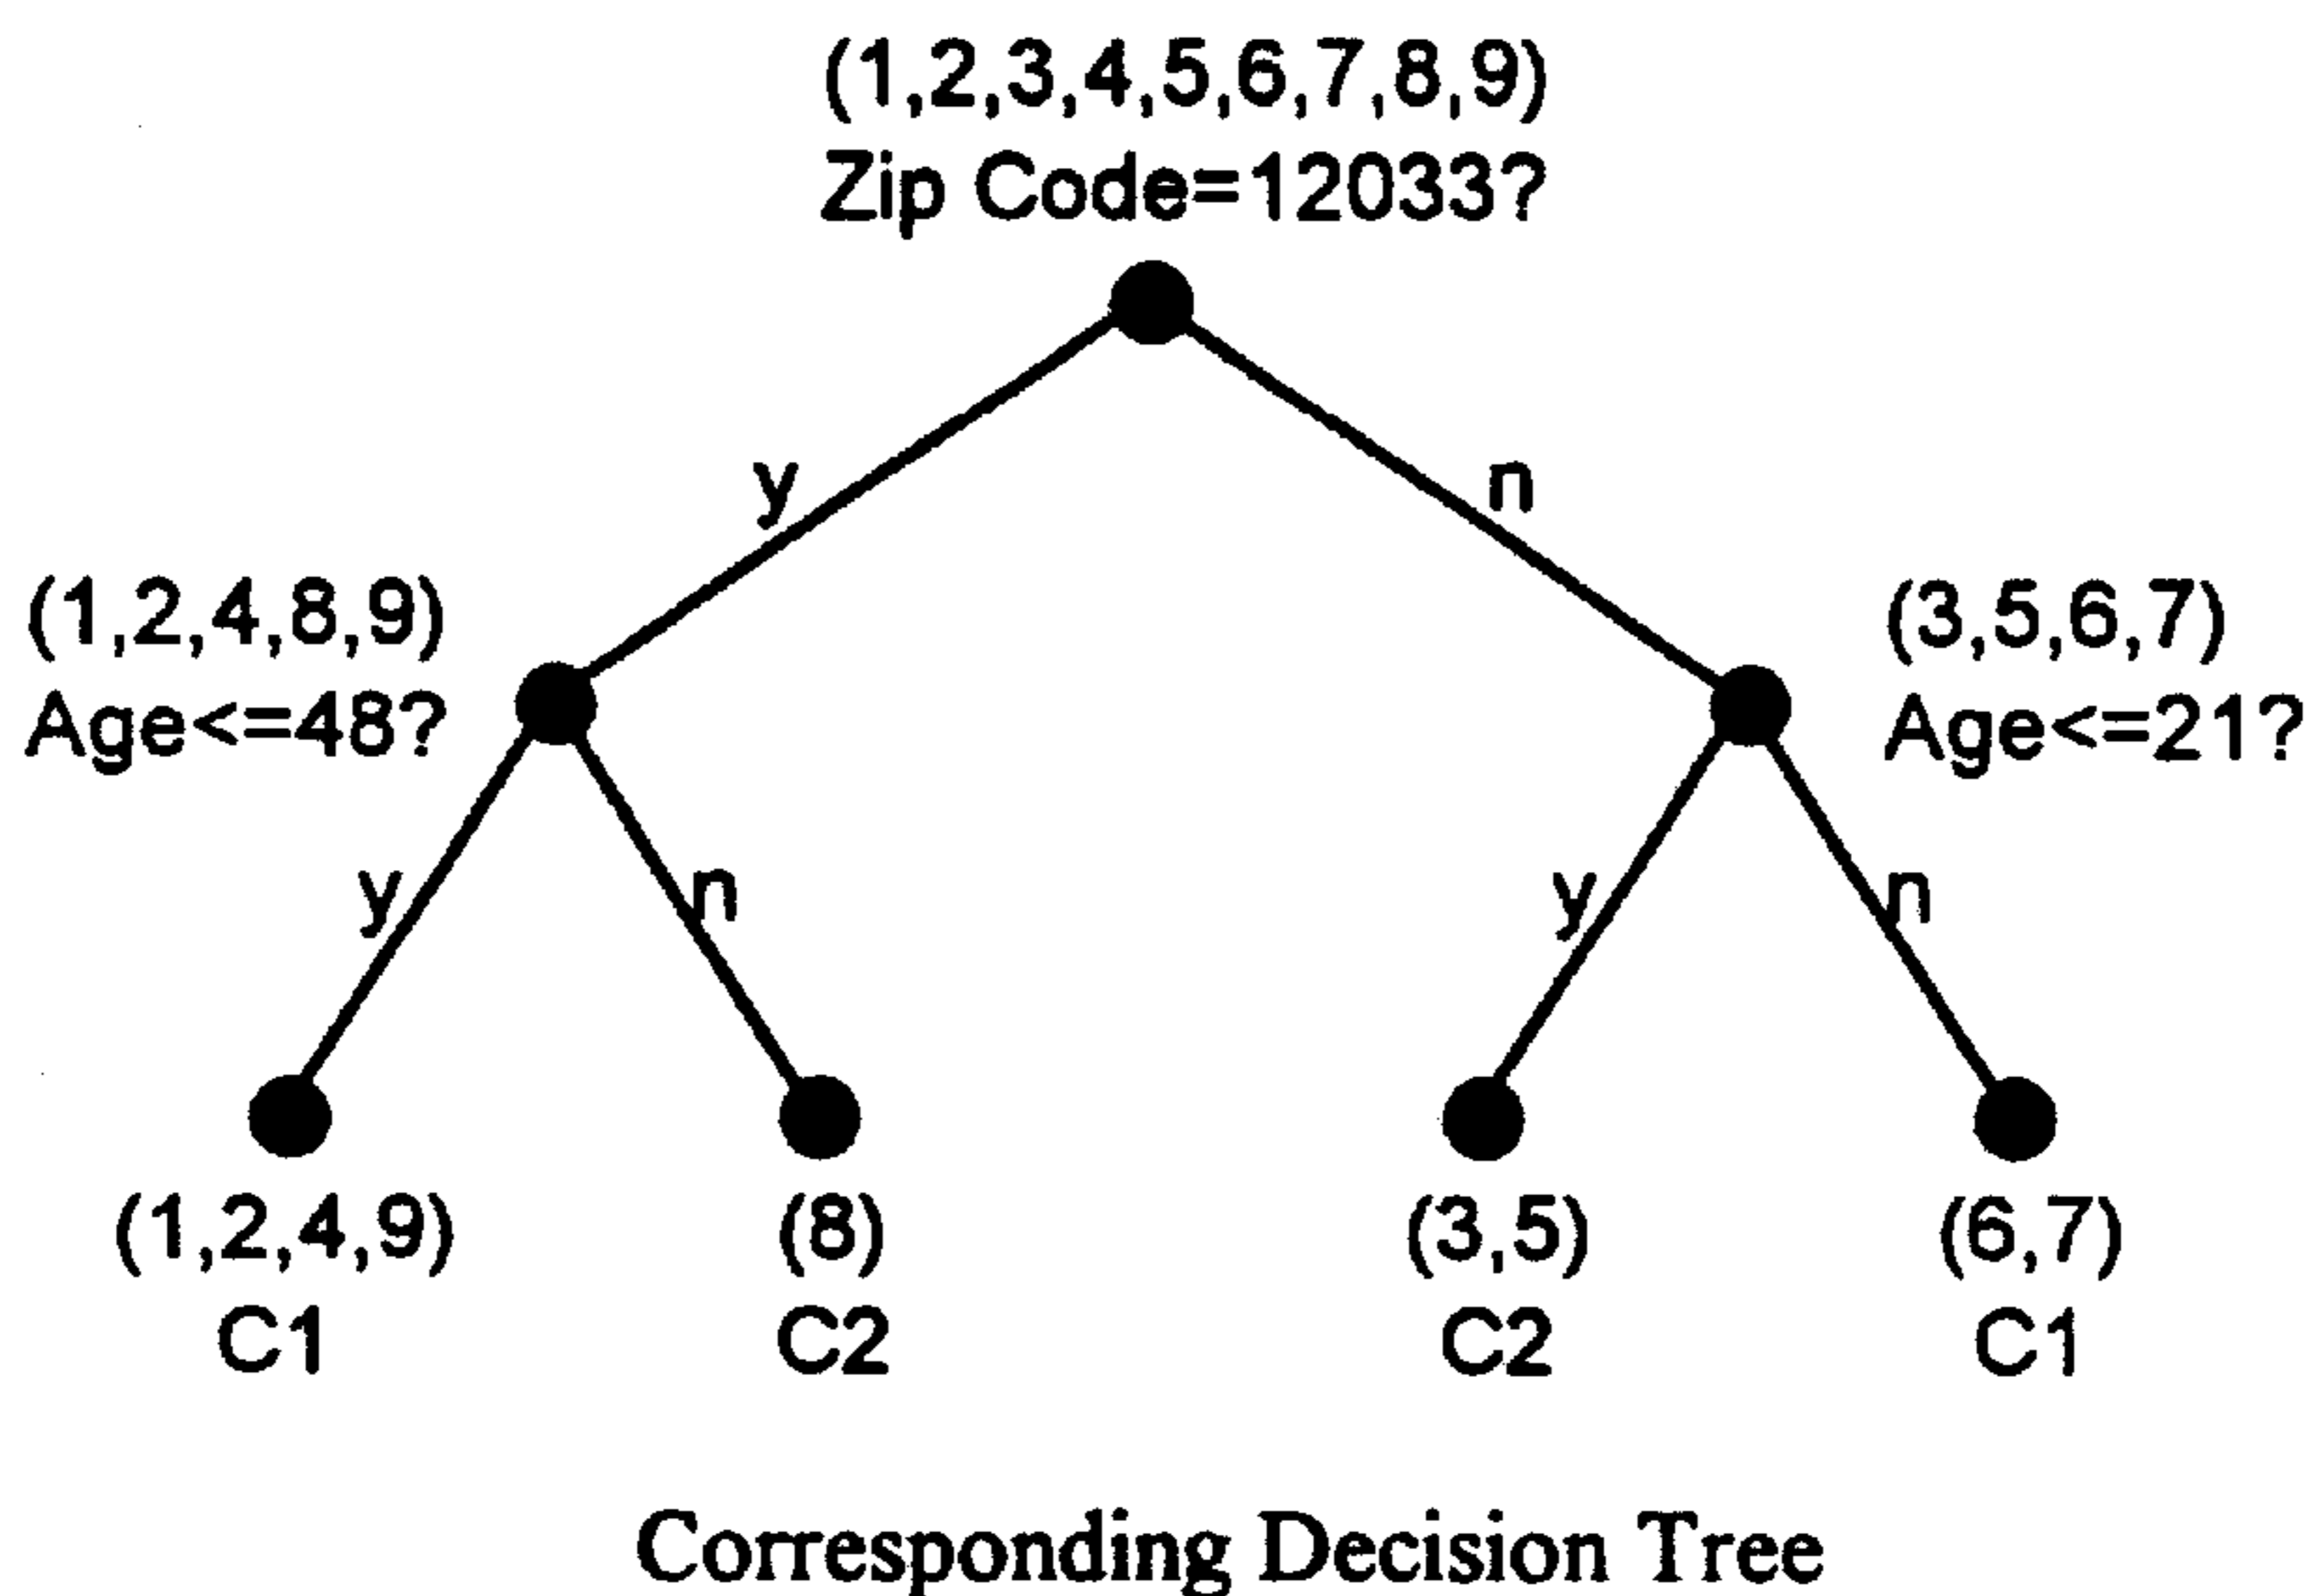 (1,2,3,4,5,6,7,8,9)
Zip Code=12033?
y
n
(1,2,4,8,9)
Age<=48?
(3,5,6,7)
Age<=21?
y
n
y
n
(1,2,4,9)
C1
(8)
C2
(3,5)
C2
(6,7)
C1
Corresponding Decision Tree